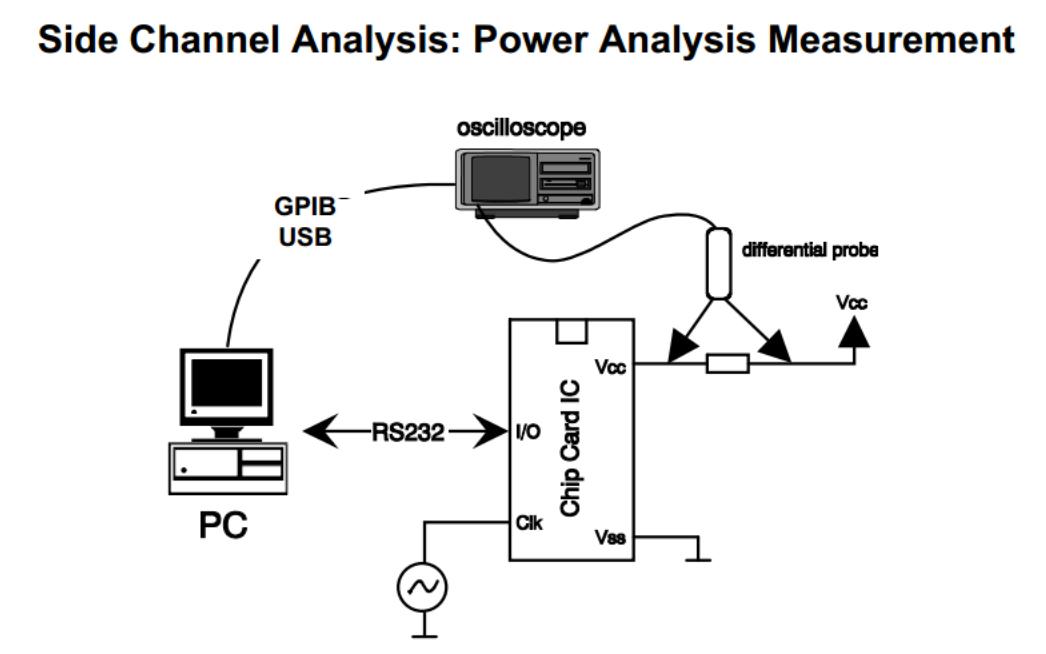 Side Channel Analysis: Power Analysis Measurement
oscilloscope
GPIB
USB
differential probe
Vcc
Vcc
Chip Card IC
RS232
I/O
PC
Clk
Vss